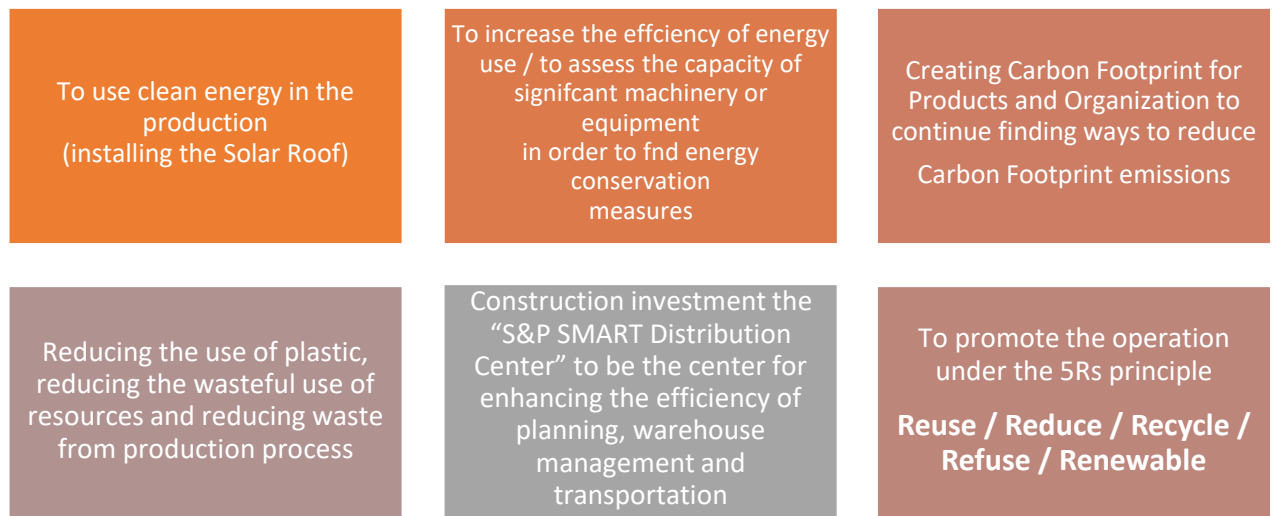 To use clean energy in the
production
(installing the Solar Roof)
To increase the effciency of energy
use / to assess the capacity of
signifcant machinery or
equipment
in order to fnd energy
conservation
measures
Creating Carbon Footprint for
Products and Organization to
continue finding ways to reduce
Carbon Footprint emissions
Reducing the use of plastic,
reducing the wasteful use of
resources and reducing waste
from production process
Construction investment the
“S&P SMART Distribution
Center” to be the center for
enhancing the efficiency of
planning, warehouse
management and
transportation
To promote the operation
under the 5Rs principle
Reuse / Reduce / Recycle /
Refuse / Renewable